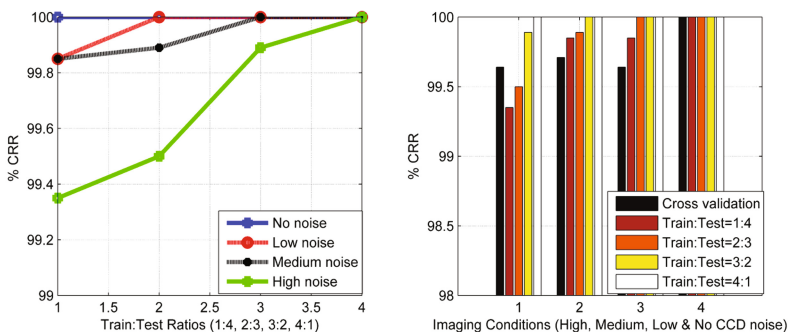 100
99.8
99.6
99.4
99.2
99
% CRR
1 1.5 2 2.5 3 3.5 4
Train:Test Ratios (1:4, 2:3, 3:2, 4:1)
No noise
Low noise
Medium noise
High noise
100
99.5
99
98.5
98
% CRR
1 2 3 4
Imaging Conditions (High, Medium, Low & No CCD noise)
Cross validation
Train:Test=1:4
Train:Test=2:3
Train:Test=3:2
Train:Test=4:1